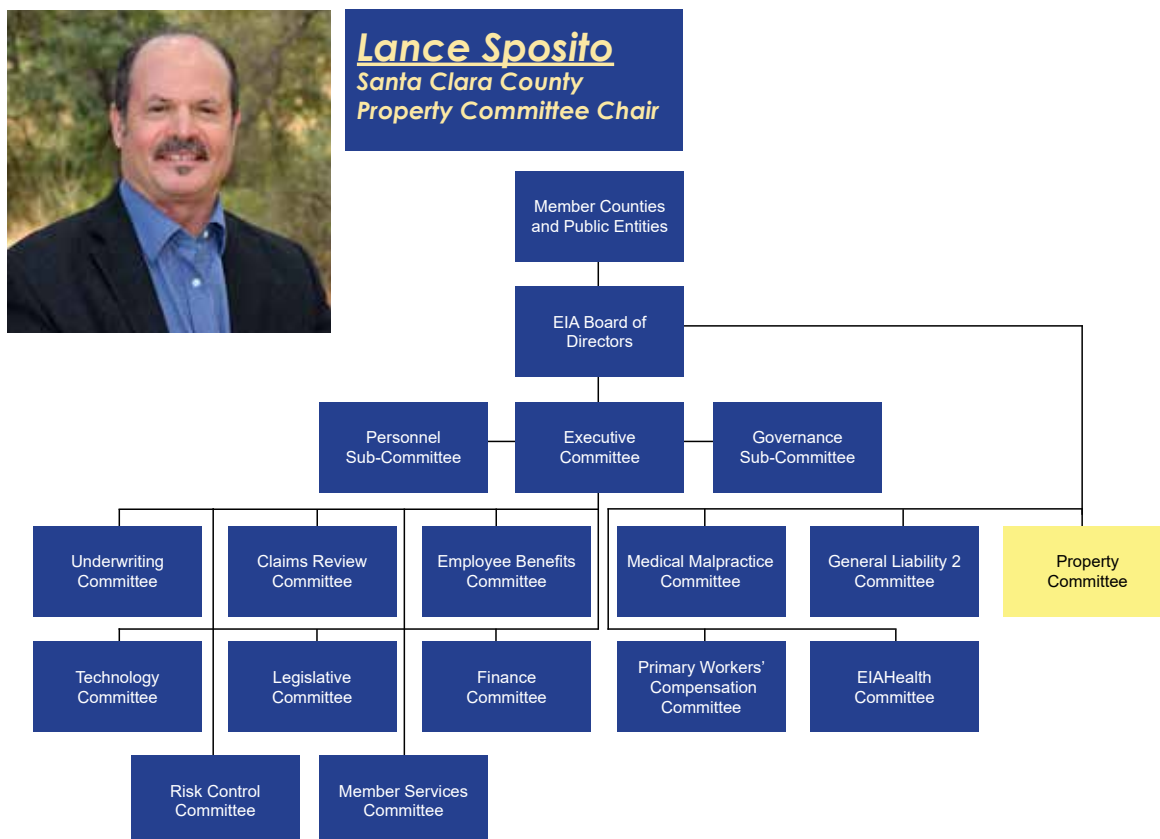 Lance Sposito
Santa Clara County
Property Committee Chair
Member Counties
and Public Entities
EIA Board of
Directors
Personnel
Sub-Committee
Executive
Committee
Governance
Sub-Committee
Underwriting
Committee
Claims Review
Committee
Employee Benefits
Committee
Medical Malpractice
Committee
General Liability 2
Committee
Property
Committee
Technology
Committee
Legislative
Committee
Finance
Committee
Primary Workers’
Compensation
Committee
EIAHealth
Committee
Risk Control
Committee
Member Services
Committee